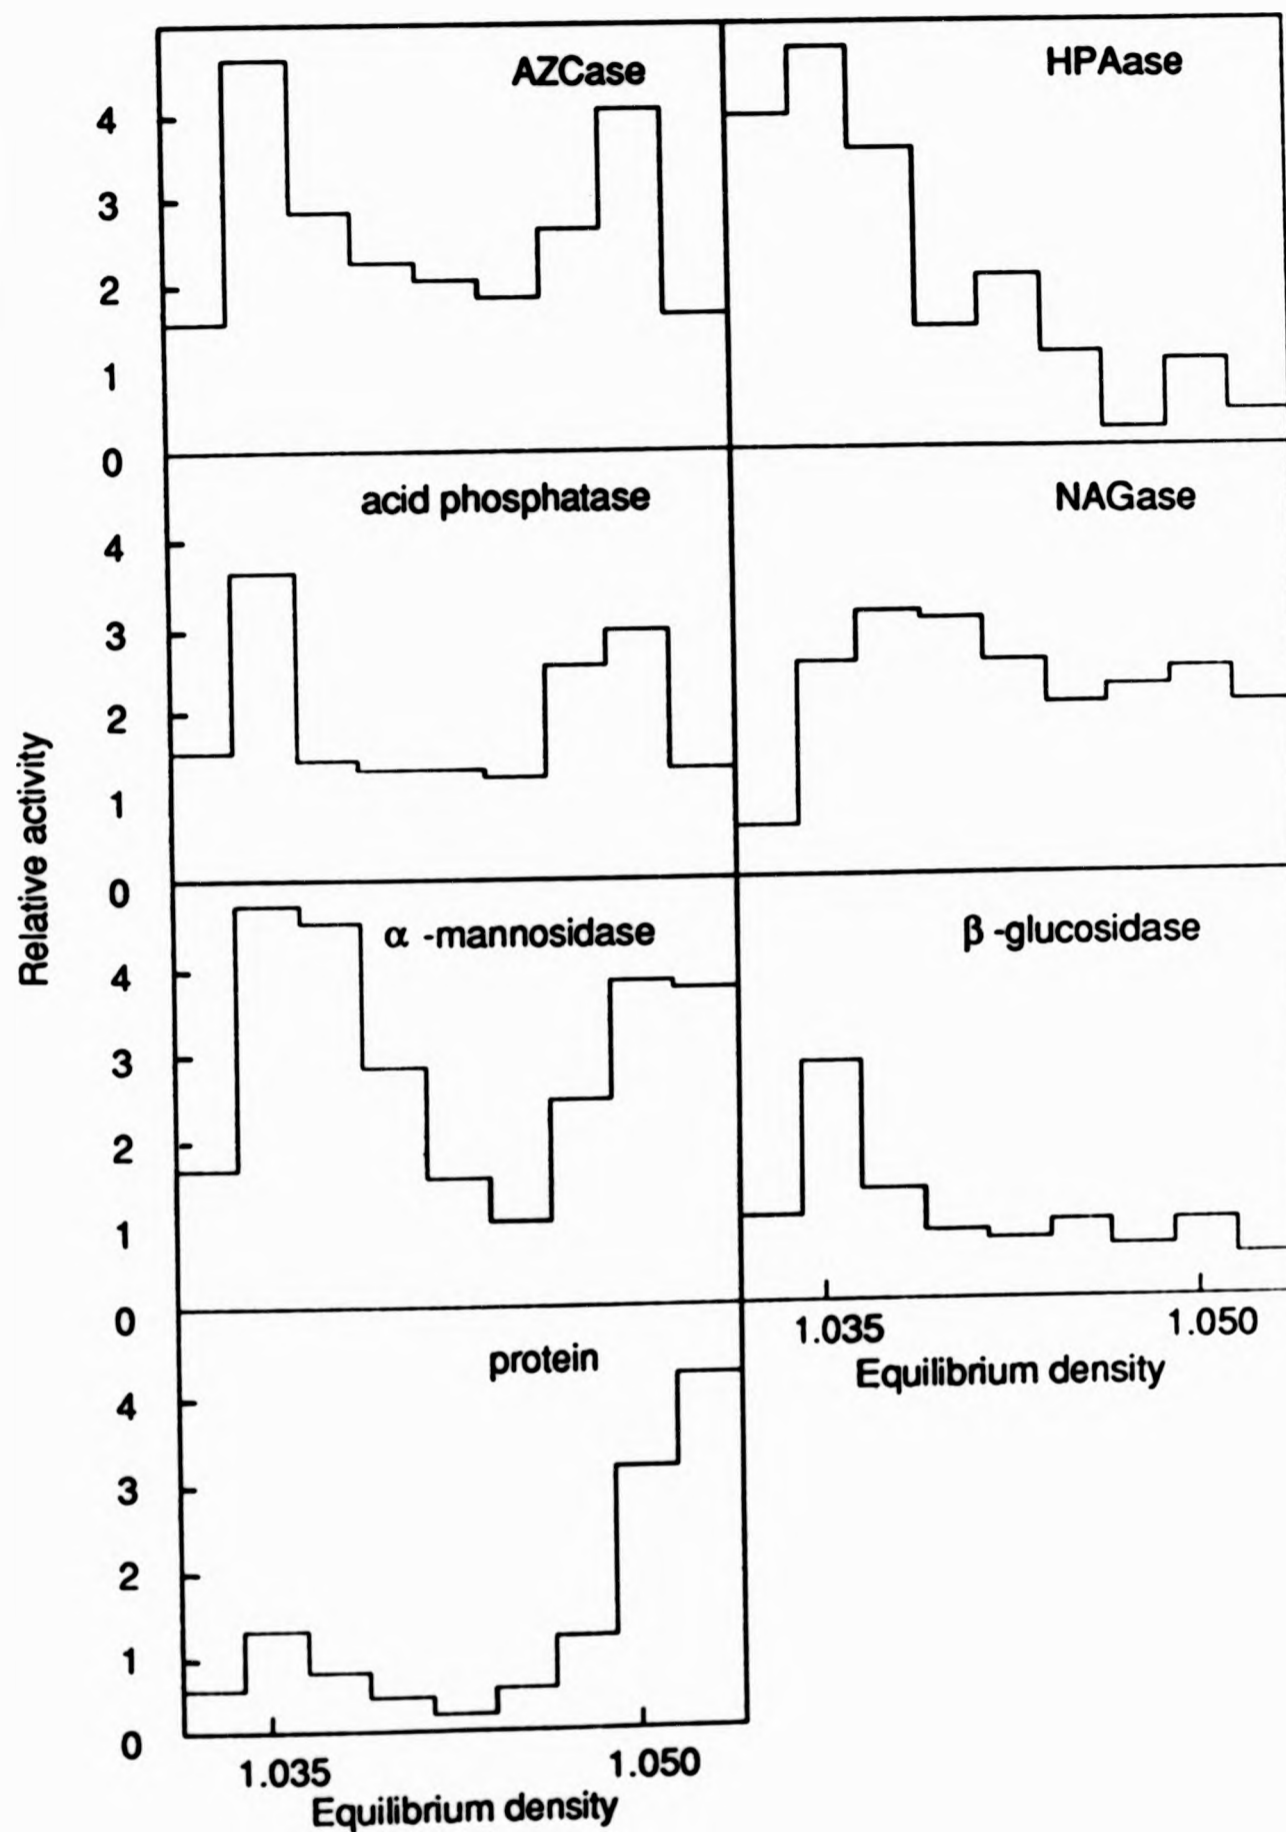 Relative activity
AZCase
4
3
2
1
0
HPAase
acid phosphatase
4
3
2
1
0
NAGase
α -mannosidase
4
3
2
1
0
β -glucosidase
1.035 1.050
Equilibrium density
protein
4
3
2
1
0
1.035 1.050
Equilibrium density